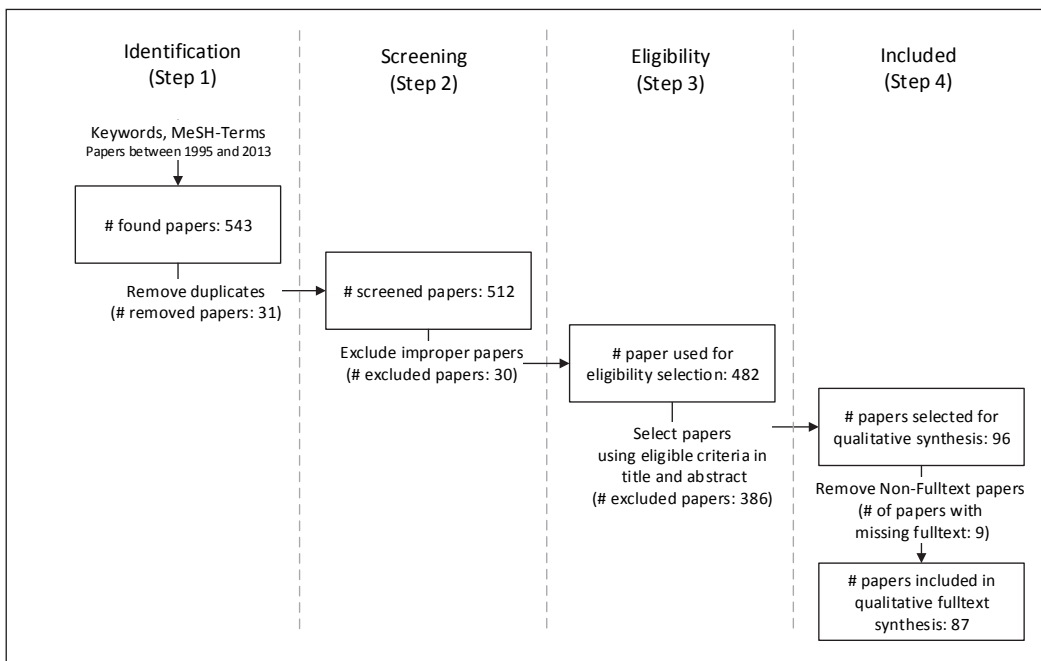 Identification
(Step 1)
Screening
(Step 2)
Eligibility
(Step 3)
Included
(Step 4)
Keywords, MeSH-Terms
Papers between 1995 and 2013
# found papers: 543
Remove duplicates
(# removed papers: 31)
# screened papers: 512
Exclude improper papers
(# excluded papers: 30)
# paper used for
eligibility selection: 482
Select papers
using eligible criteria in
title and abstract
(# excluded papers: 386)
# papers selected for
qualitative synthesis: 96
Remove Non-Fulltext papers
(# of papers with
missing fulltext: 9)
# papers included in
qualitative fulltext
synthesis: 87